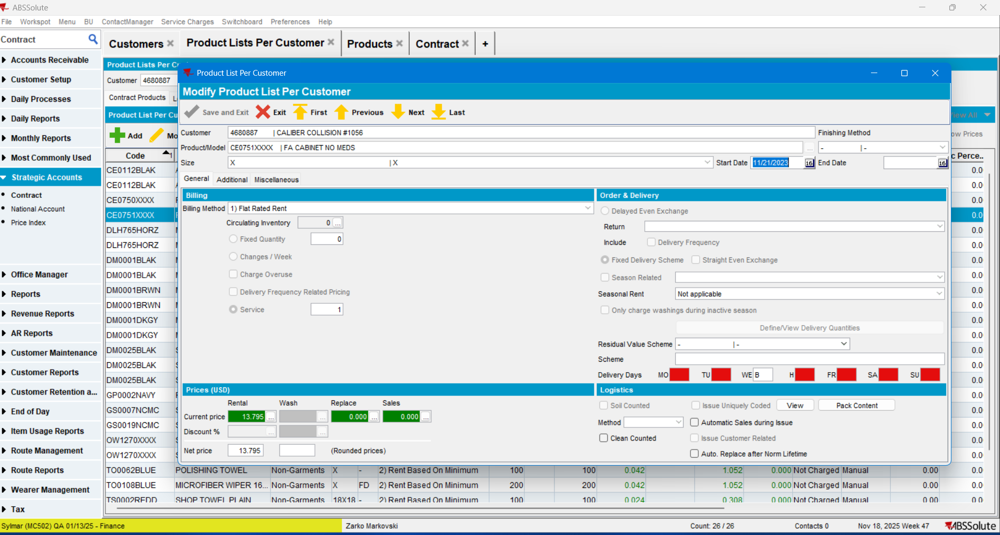 ABSSolute
File Workspot Menu BU ContactManager Service Charges Switchboard Preferences Help
Contract
Customers Product Lists Per Customer Products Contract +
Accounts Receivable
Customer Setup
Daily Processes
Daily Reports
Monthly Reports
Most Commonly Used
Strategic Accounts
Contract
National Account
Price Index
Office Manager
Reports
Revenue Reports
AR Reports
Customer Maintenance
Customer Reports
Customer Retention a...
End of Day
Item Usage Reports
Route Management
Route Reports
Wearer Management
Tax
Product Lists Per
Customer 4680887
Contract Products
Product List Per Cu
View All
Add Mo
ow Prices
Code 1
c Perce..
CE0112BLAK 0.0
CE0112BLAK 0.0
CE0750XXXX 0.0
CE0751XXXX 0.0
DLH765HORZ 0.0
DLH765HORZ 0.0
DM0001BLAK 0.0
DM0001BLAK 0.0
DM0001BRWN 0.0
DM0001BRWN 0.0
DM0001DKGY 0.0
DM0001DKGY 0.0
DM0025BLAK 0.0
DM0025BLAK 0.0
DM0025BLAK 0.0
GP0002NAVY 0.0
GS0007NCMC 0.0
GS0019NCMC 0.0
OW1270XXXX 0.0
OW1270XXXX 0.0
TO0062BLUE POLISHING TOWEL Non-Garments X - 2) Rent Based On Minimum 100 100 0.042 1.052 0.000 Not Charged Manual 0.00 0.0
TO0108BLUE MICROFIBER WIPER 16... Non-Garments X FD 2) Rent Based On Minimum 200 200 0.042 1.052 0.000 Not Charged Manual 0.00 0.0
TS0002REDD SHOP TOWEL PLAIN Non-Garments 18X18 - 2) Rent Based On Minimum 100 100 0.024 0.308 0.000 Not Charged Manual 0.00 0.0
Product List Per Customer
Modify Product List Per Customer
Save and Exit Exit First Previous Next Last
Customer 4680887 | CALIBER COLLISION #1056 Finishing Method
Product/Model CE0751XXXX | FA CABINET NO MEDS ... - | -
Size X | X Start Date 11/21/2023 16 End Date 16
General Additional Miscellaneous
Billing
Billing Method 1) Flat Rated Rent
Circulating Inventory 0 ...
Fixed Quantity 0
Changes / Week
Charge Overuse
Delivery Frequency Related Pricing
Service 1
Order & Delivery
Delayed Even Exchange
Return
Include Delivery Frequency
Fixed Delivery Scheme Straight Even Exchange
Season Related
Seasonal Rent Not applicable
Only charge washings during inactive season
Define/View Delivery Quantities
Residual Value Scheme - | -
Scheme
Delivery Days MO TU WE B H FR SA SU
Prices (USD)
Rental Wash Replace Sales
Current price 13.795 ... ... 0.000 ... 0.000 ...
Discount % ... ...
Net price 13.795 (Rounded prices)
Logistics
Soil Counted Issue Uniquely Coded View Pack Content
Method Automatic Sales during Issue
Clean Counted Issue Customer Related
Auto. Replace after Norm Lifetime
Sylmar (MC502) QA 01/13/25 - Finance Zarko Markovski Count: 26 / 26 Contacts 0 Nov 18, 2025 Week 47 ABSSolute